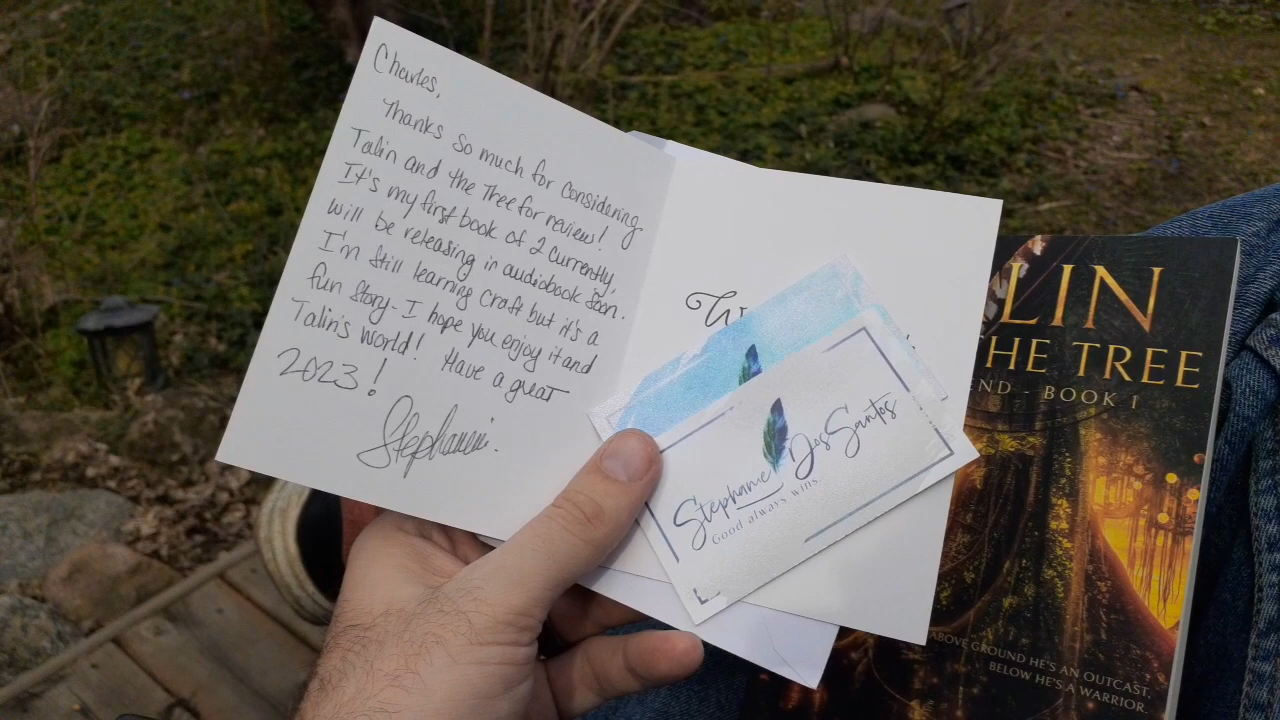 Charles,
Thanks so much for considering
Talin and the Tree for review!
It's my first book of 2 currently,
will be releasing in audiobook soon.
I'm still learning craft but it's a
fun story - I hope you enjoy it and
Talin's world! Have a great
2023!
Stephanie.
W
Stephanie DosSantos
Good always wins
LIN
THE TREE
END - BOOK 1
ABOVE GROUND HE'S AN OUTCAST,
BELOW HE'S A WARRIOR.